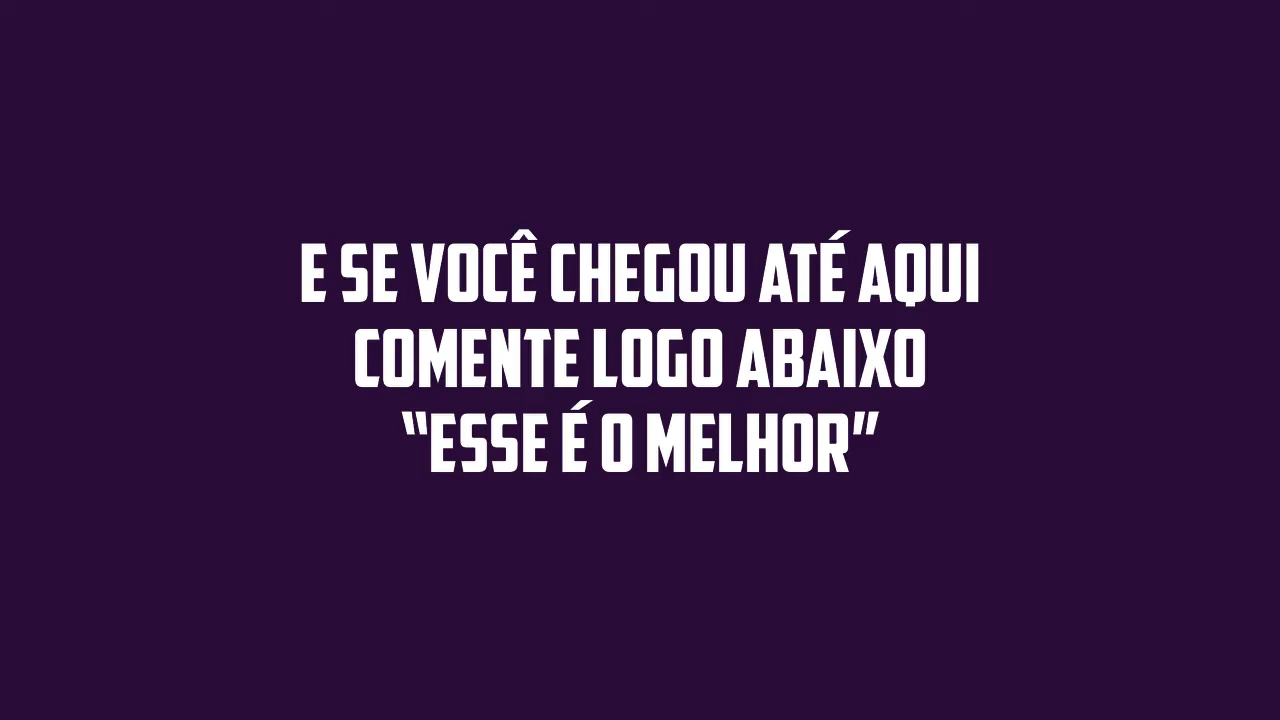 E SE VOCÊ CHEGOU ATÉ AQUI
COMENTE LOGO ABAIXO
“ESSE É O MELHOR”